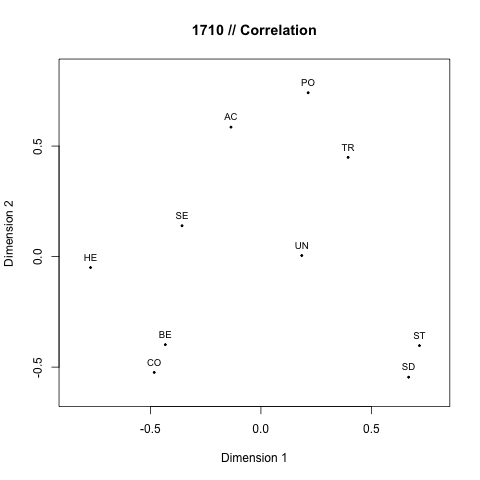 1710 // Correlation
PO
AC
TR
SE
UN
HE
BE
ST
CO
SD
0.5
0.0
-0.5
Dimension 2
-0.5
0.0
0.5
Dimension 1